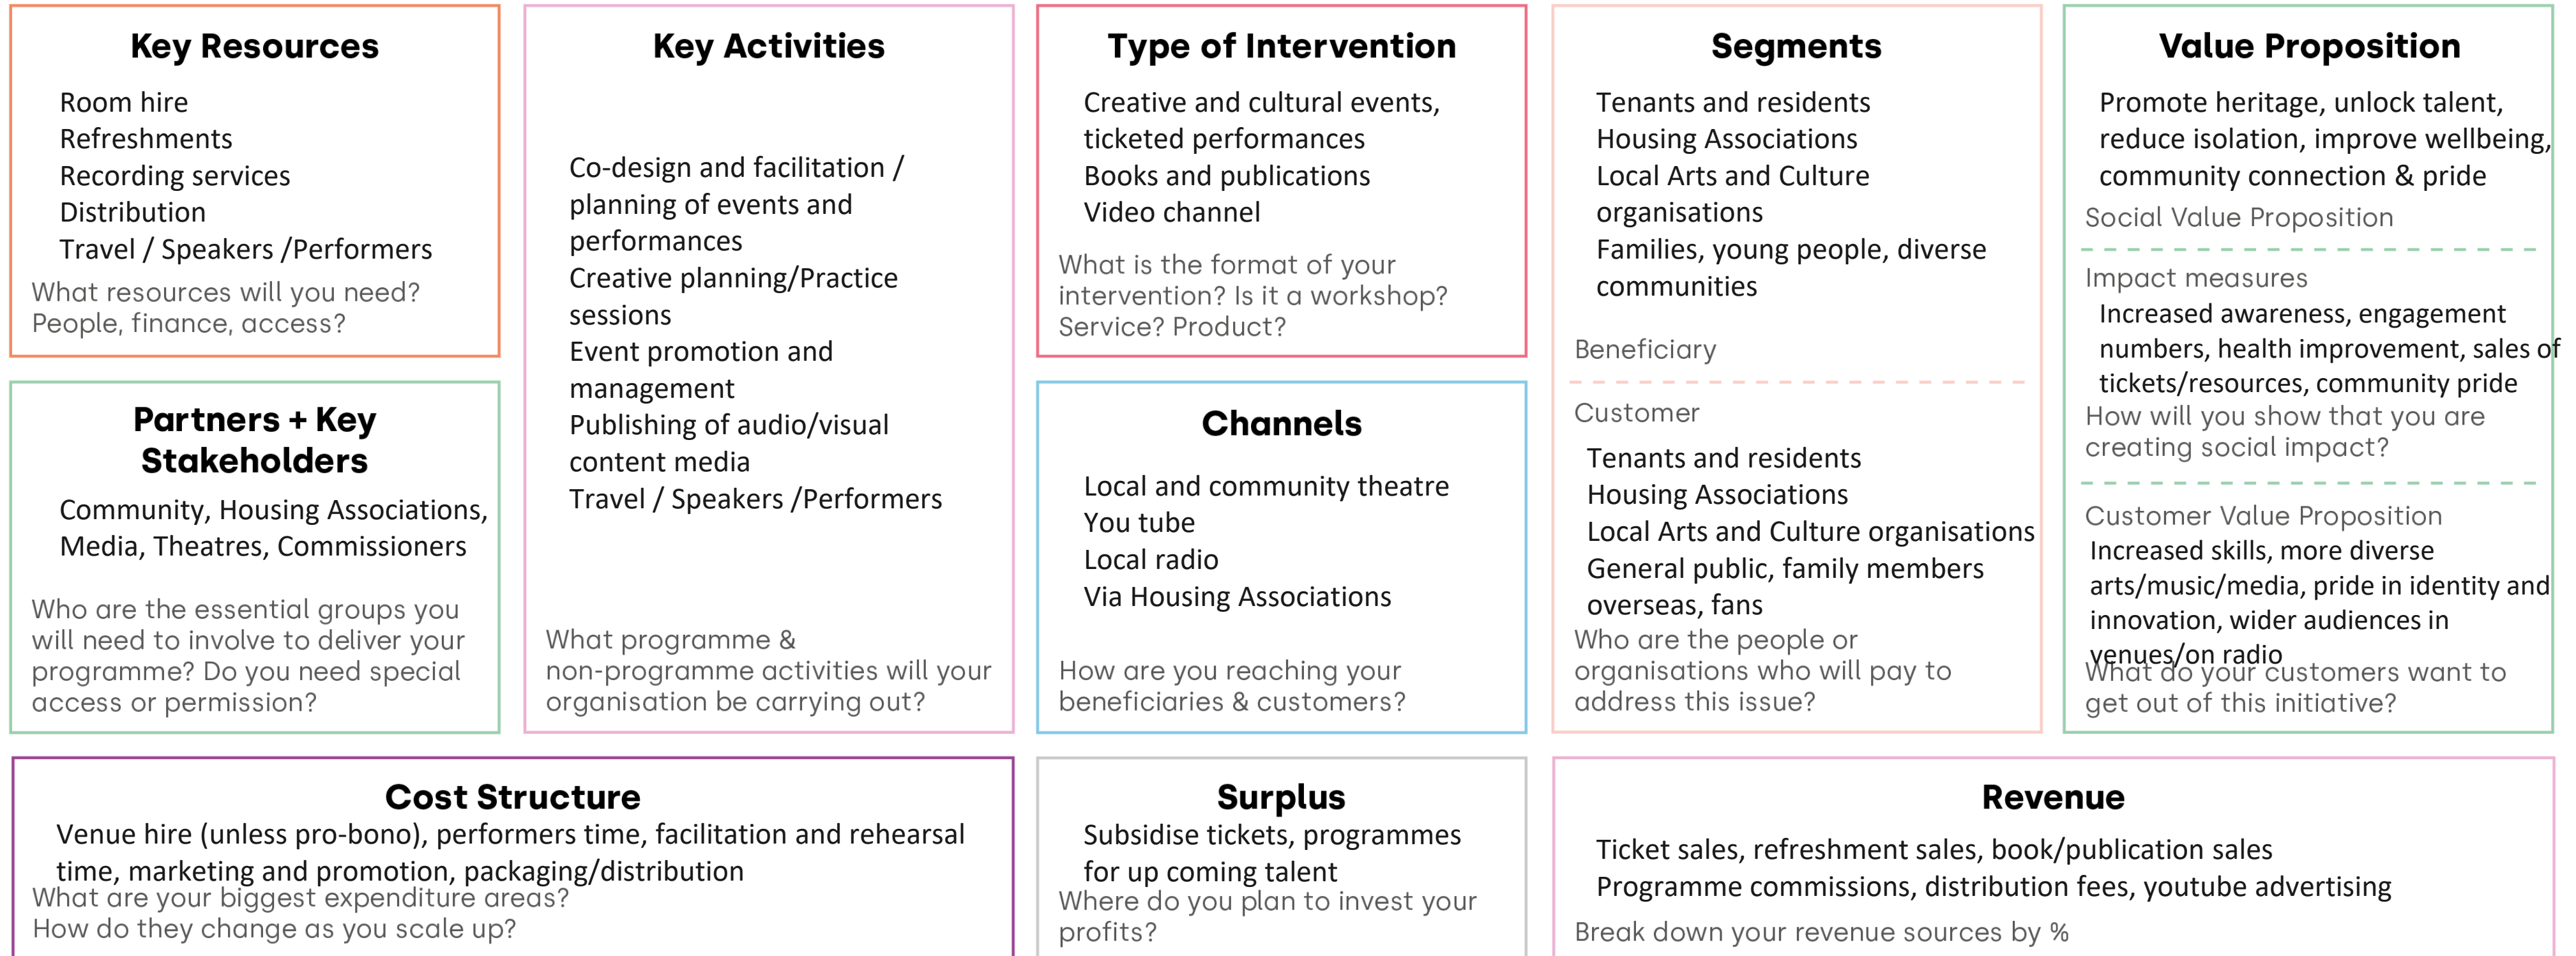 Key Resources
Room hire
Refreshments
Recording services
Distribution
Travel / Speakers /Performers
What resources will you need?
People, finance, access?
Partners + Key
Stakeholders
Community, Housing Associations,
Media, Theatres, Commissioners
Who are the essential groups you
will need to involve to deliver your
programme? Do you need special
access or permission?
Key Activities
Co-design and facilitation /
planning of events and
performances
Creative planning/Practice
sessions
Event promotion and
management
Publishing of audio/visual
content media
Travel / Speakers /Performers
What programme &
non-programme activities will your
organisation be carrying out?
Type of Intervention
Creative and cultural events,
ticketed performances
Books and publications
Video channel
What is the format of your
intervention? Is it a workshop?
Service? Product?
Channels
Local and community theatre
You tube
Local radio
Via Housing Associations
How are you reaching your
beneficiaries & customers?
Segments
Tenants and residents
Housing Associations
Local Arts and Culture
organisations
Families, young people, diverse
communities
Beneficiary
Customer
Tenants and residents
Housing Associations
Local Arts and Culture organisations
General public, family members
overseas, fans
Who are the people or
organisations who will pay to
address this issue?
Value Proposition
Promote heritage, unlock talent,
reduce isolation, improve wellbeing,
community connection & pride
Social Value Proposition
Impact measures
Increased awareness, engagement
numbers, health improvement, sales of
tickets/resources, community pride
How will you show that you are
creating social impact?
Customer Value Proposition
Increased skills, more diverse
arts/music/media, pride in identity and
innovation, wider audiences in
venues/on radio
What do your customers want to
get out of this initiative?
Cost Structure
Venue hire (unless pro-bono), performers time, facilitation and rehearsal
time, marketing and promotion, packaging/distribution
What are your biggest expenditure areas?
How do they change as you scale up?
Surplus
Subsidise tickets, programmes
for up coming talent
Where do you plan to invest your
profits?
Revenue
Ticket sales, refreshment sales, book/publication sales
Programme commissions, distribution fees, youtube advertising
Break down your revenue sources by %